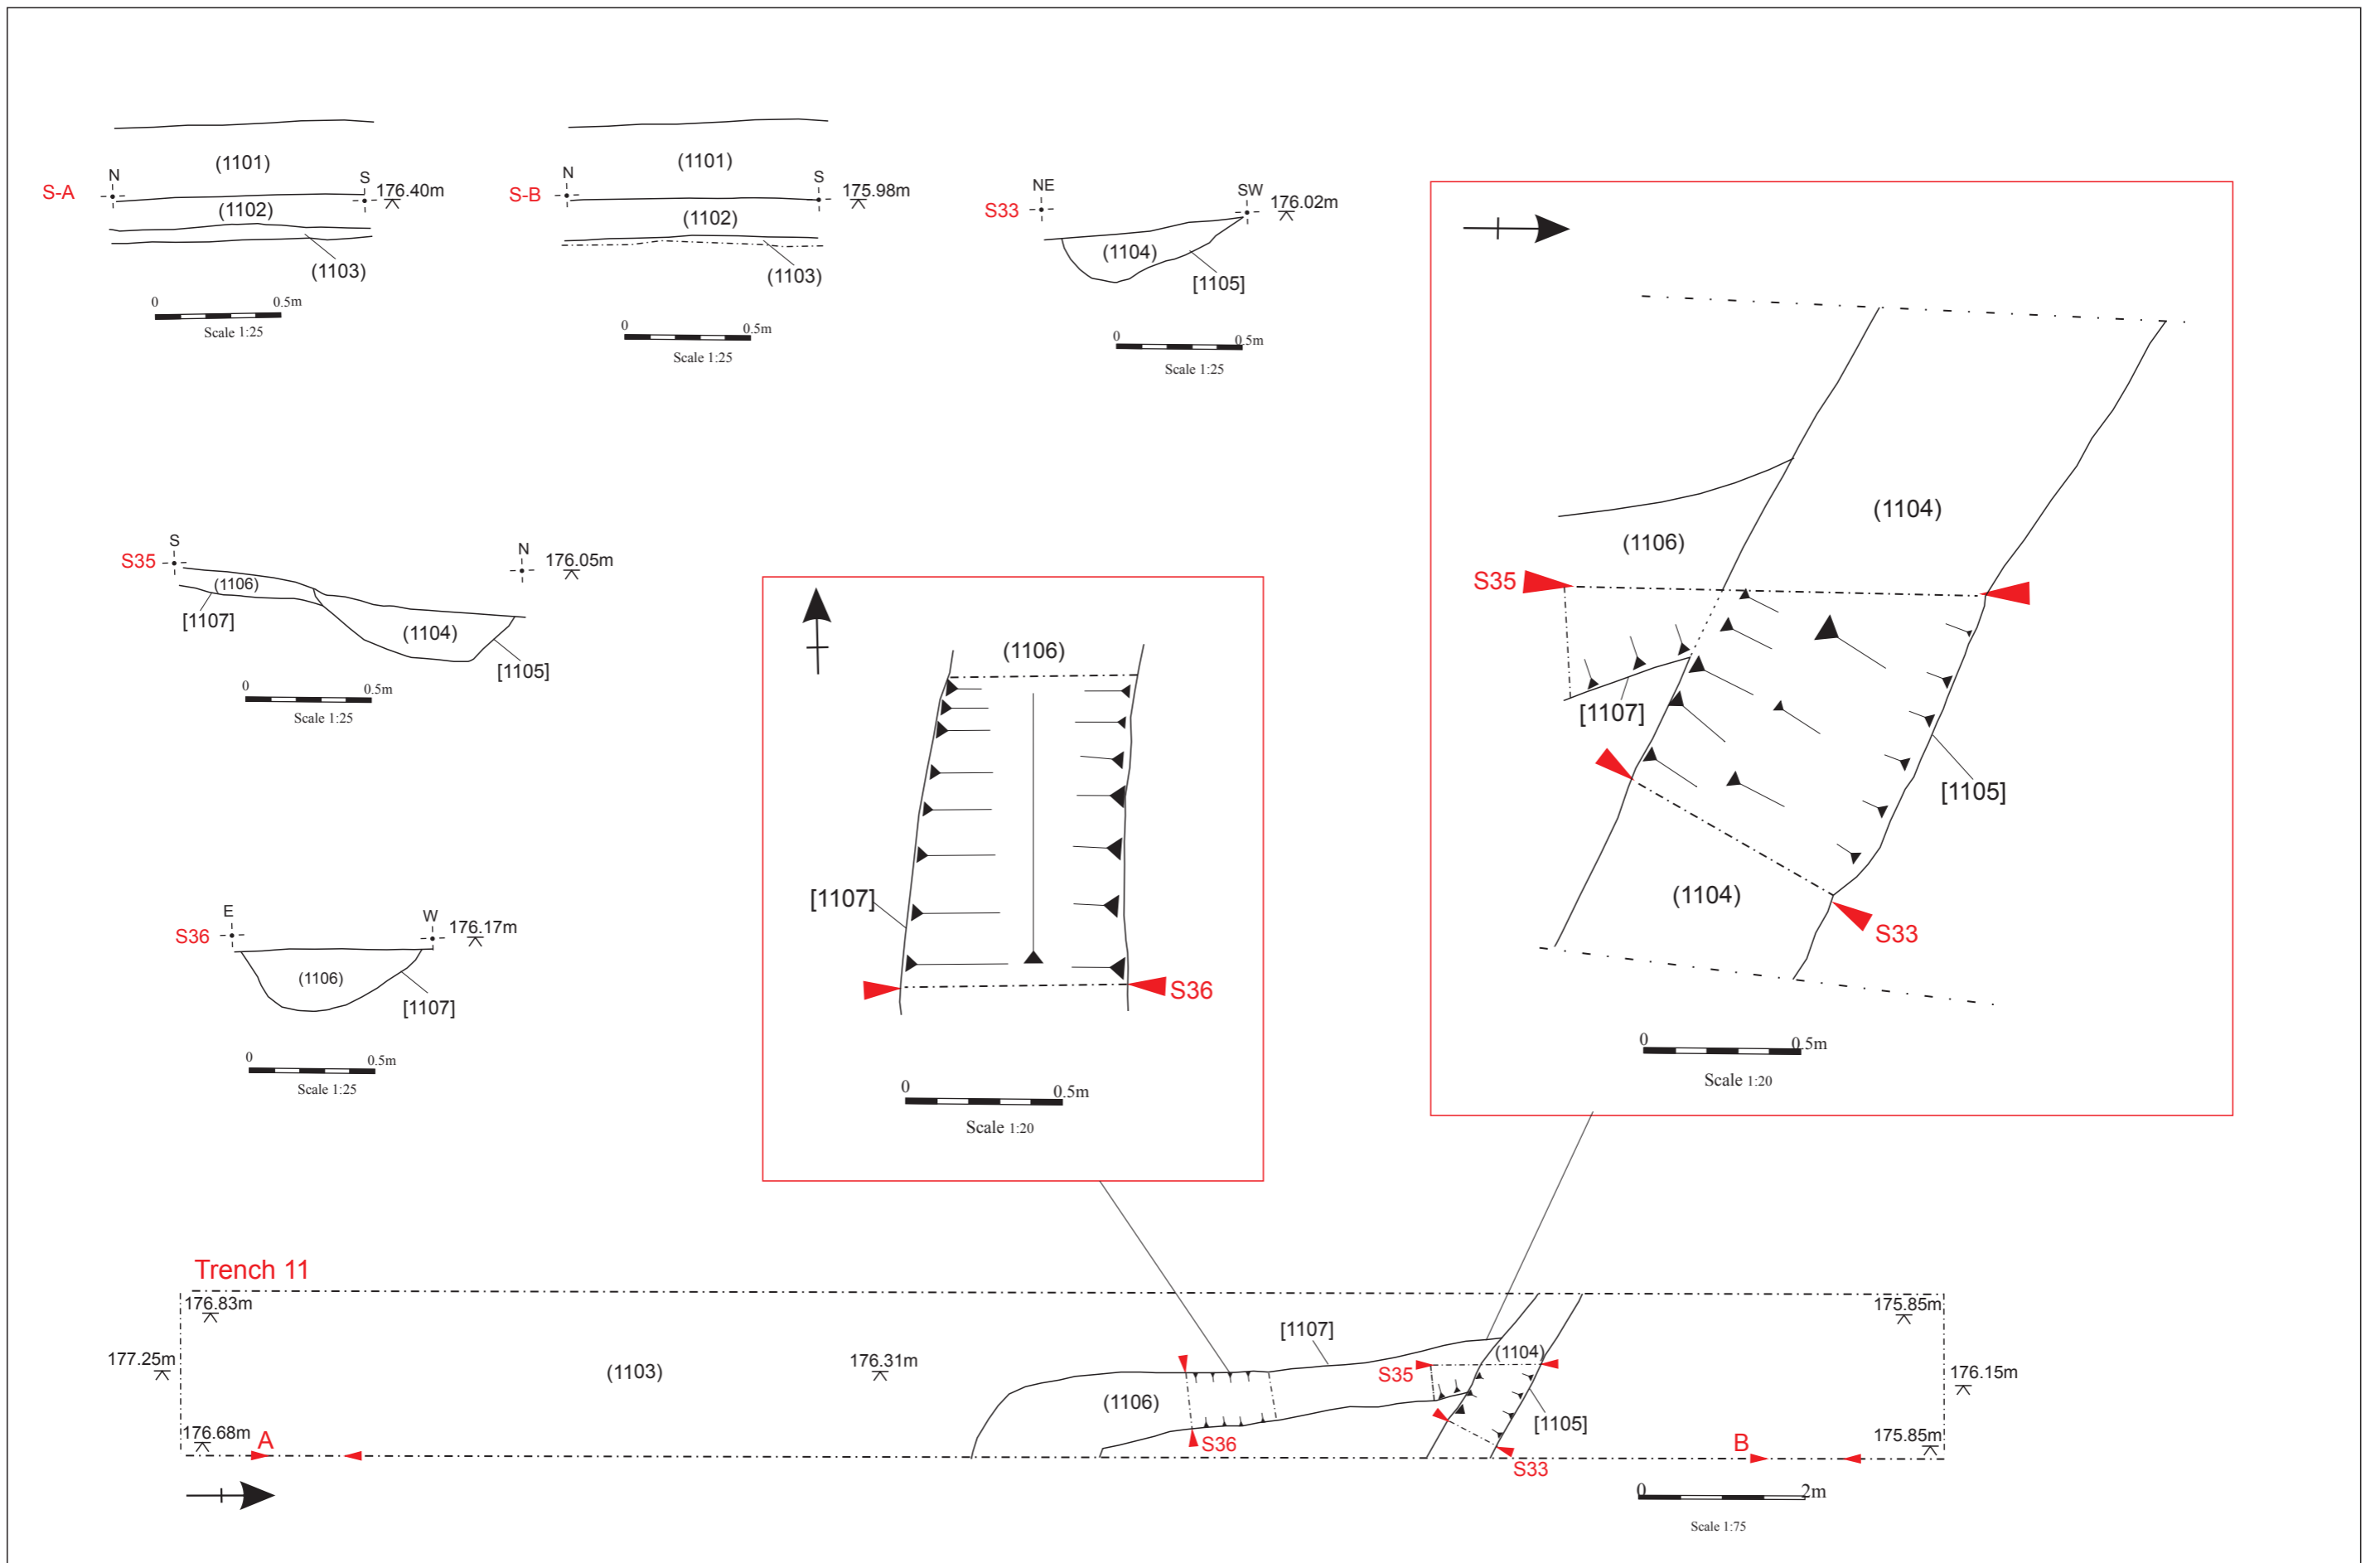 (1101)
N
S
S-A
176.40m
(1102)
(1103)
0
0.5m
Scale 1:25
(1101)
N
S
S-B
175.98m
(1102)
(1103)
0
0.5m
Scale 1:25
NE
SW
S33
176.02m
(1104)
[1105]
0
0.5m
Scale 1:25
S
N
S35
176.05m
(1106)
[1107]
(1104)
[1105]
0
0.5m
Scale 1:25
E
W
S36
176.17m
(1106)
[1107]
0
0.5m
Scale 1:25
(1106)
[1107]
S36
0
0.5m
Scale 1:20
(1104)
(1106)
S35
[1107]
[1105]
(1104)
S33
0
0.5m
Scale 1:20
Trench 11
176.83m
177.25m
176.68m
A
(1103)
176.31m
(1106)
S36
[1107]
S35
(1104)
[1105]
S33
175.85m
176.15m
175.85m
B
0
2m
Scale 1:75